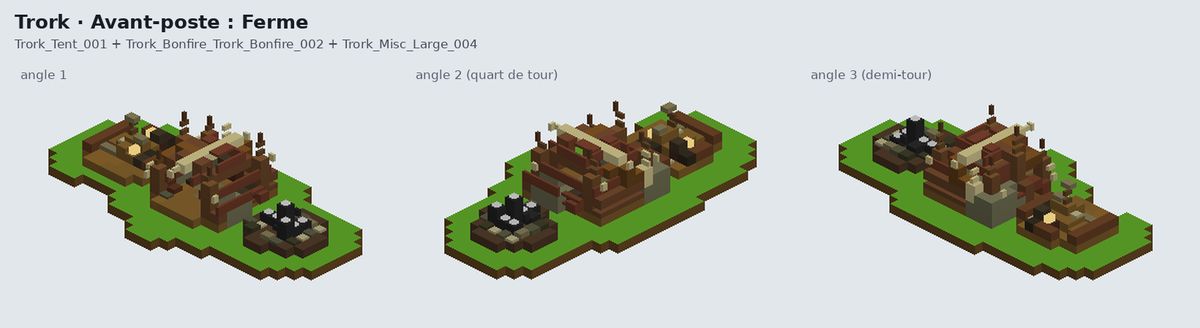 Trork · Avant-poste : Ferme
Trork_Tent_001 + Trork_Bonfire_Trork_Bonfire_002 + Trork_Misc_Large_004
angle 1
angle 2 (quart de tour)
angle 3 (demi-tour)